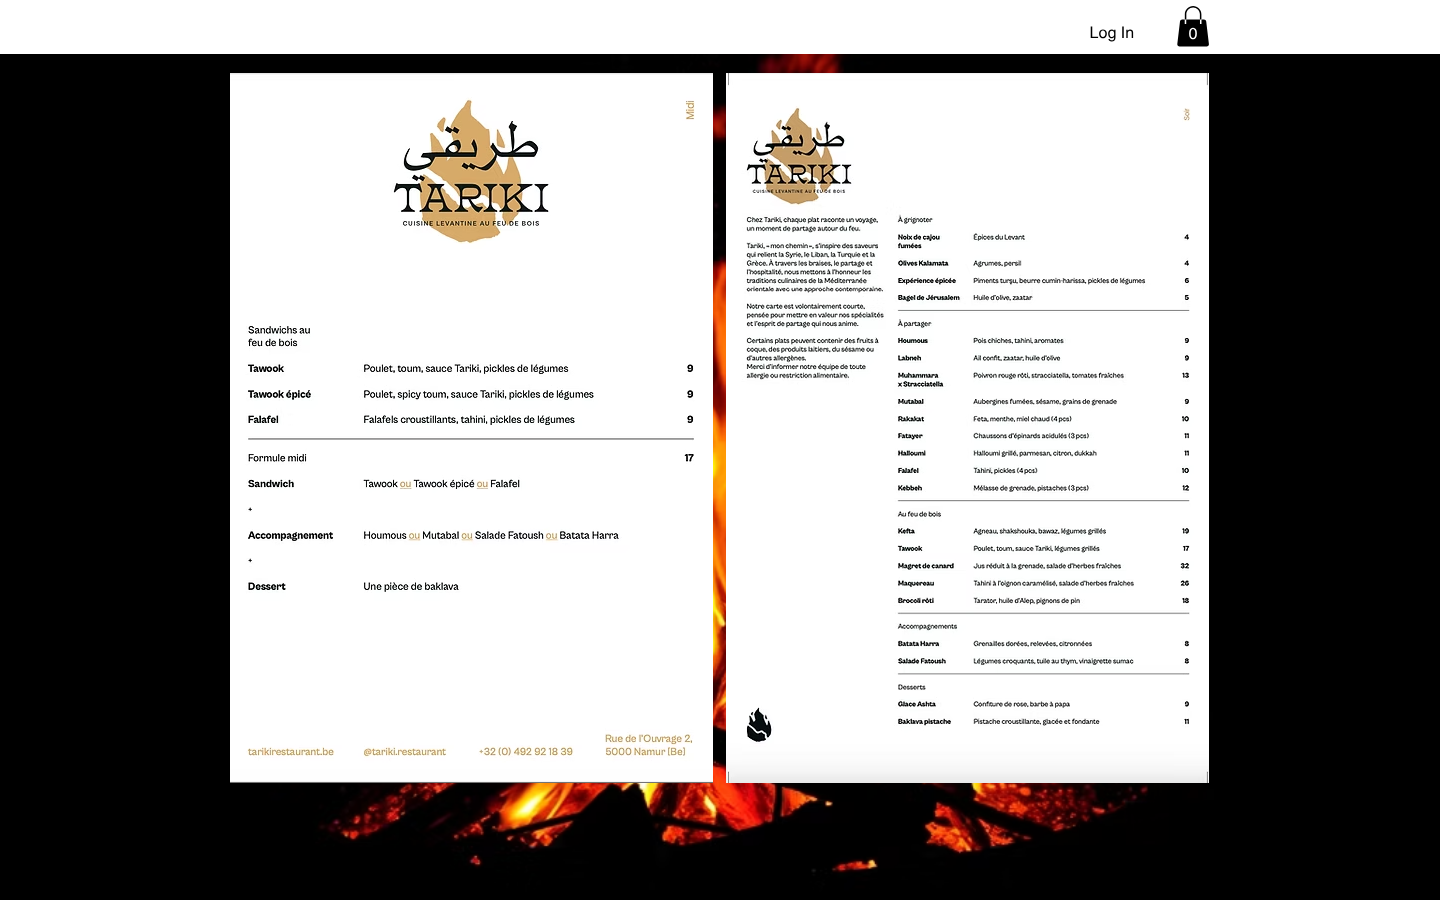 Log In
0
Midi
طريقي
TARIKI
CUISINE LEVANTINE AU FEU DE BOIS
Sandwichs au
feu de bois
Tawook Poulet, toum, sauce Tariki, pickles de légumes 9
Tawook épicé Poulet, spicy toum, sauce Tariki, pickles de légumes 9
Falafel Falafels croustillants, tahini, pickles de légumes 9
Formule midi 17
Sandwich Tawook ou Tawook épicé ou Falafel
+
Accompagnement Houmous ou Mutabal ou Salade Fatoush ou Batata Harra
+
Dessert Une pièce de baklava
tarikirestaurant.be @tariki.restaurant +32 (0) 492 92 18 39 Rue de l'Ouvrage 2,
5000 Namur (Be)
Soir
طريقي
TARIKI
CUISINE LEVANTINE AU FEU DE BOIS
Chez Tariki, chaque plat raconte un voyage,
un moment de partage autour du feu.
Tariki, « mon chemin », s'inspire des saveurs
qui relient la Syrie, le Liban, la Turquie et la
Grèce. À travers les braises, le partage et
l'hospitalité, nous mettons à l'honneur les
traditions culinaires de la Méditerranée
orientale avec une approche contemporaine.
Notre carte est volontairement courte,
pensée pour mettre en valeur nos spécialités
et l'esprit de partage qui nous anime.
Certains plats peuvent contenir des fruits à
coque, des produits laitiers, du sésame ou
d'autres allergènes.
Merci d'informer notre équipe de toute
allergie ou restriction alimentaire.
À grignoter
Noix de cajou Épices du Levant 4
fumées
Olives Kalamata Agrumes, persil 4
Expérience épicée Piments turşu, beurre cumin-harissa, pickles de légumes 6
Bagel de Jérusalem Huile d'olive, zaatar 5
À partager
Houmous Pois chiches, tahini, aromates 9
Labneh Ail confit, zaatar, huile d'olive 9
Muhammara Poivron rouge rôti, stracciatella, tomates fraîches 13
x Stracciatella
Mutabal Aubergines fumées, sésame, grains de grenade 9
Rakakat Feta, menthe, miel chaud (4 pcs) 10
Fatayer Chaussons d'épinards acidulés (3 pcs) 11
Halloumi Halloumi grillé, parmesan, citron, dukkah 11
Falafel Tahini, pickles (4 pcs) 10
Kebbeh Mélasse de grenade, pistaches (3 pcs) 12
Au feu de bois
Kefta Agneau, shakshouka, bawaz, légumes grillés 19
Tawook Poulet, toum, sauce Tariki, légumes grillés 17
Magret de canard Jus réduit à la grenade, salade d'herbes fraîches 32
Maquereau Tahini à l'oignon caramélisé, salade d'herbes fraîches 26
Brocoli rôti Tarator, huile d'Alep, pignons de pin 18
Accompagnements
Batata Harra Grenailles dorées, relevées, citronnées 8
Salade Fatoush Légumes croquants, tuile au thym, vinaigrette sumac 8
Desserts
Glace Ashta Confiture de rose, barbe à papa 9
Baklava pistache Pistache croustillante, glacée et fondante 11